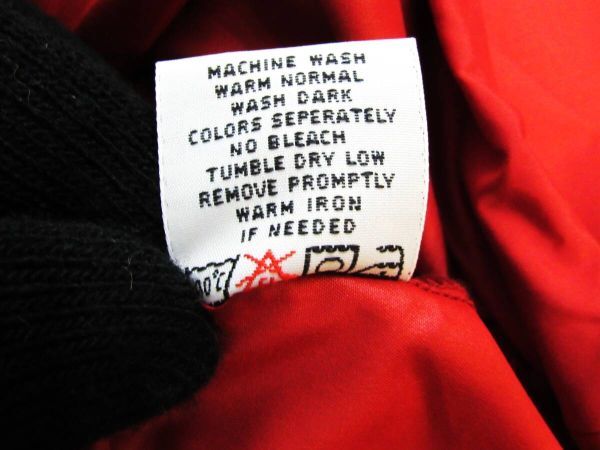 MACHINE WASH
WARM NORMAL
WASH DARK
COLORS SEPERATELY
NO BLEACH
TUMBLE DRY LOW
REMOVE PROMPTLY
WARM IRON
IF NEEDED